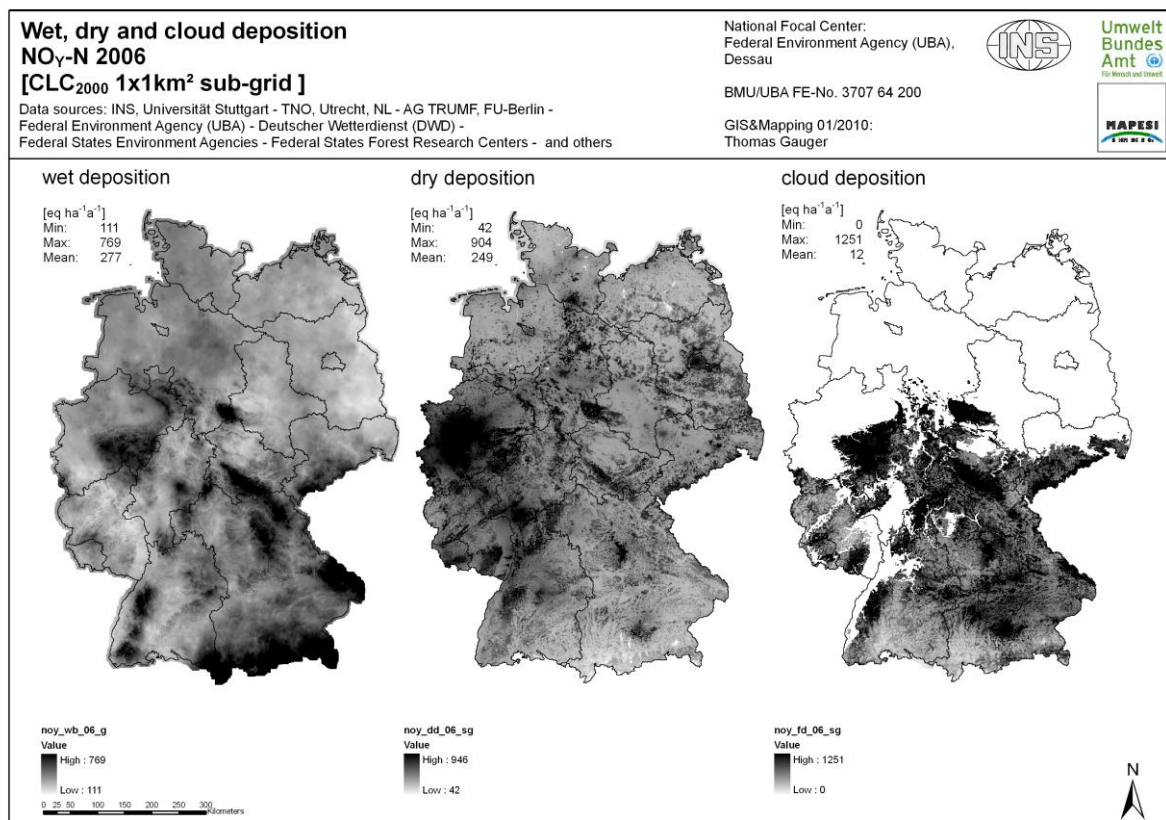 Wet, dry and cloud deposition
NOY-N 2006
[CLC2000 1x1km² sub-grid ]
Data sources: INS, Universität Stuttgart - TNO, Utrecht, NL - AG TRUMF, FU-Berlin -
Federal Environment Agency (UBA) - Deutscher Wetterdienst (DWD) -
Federal States Environment Agencies - Federal States Forest Research Centers - and others
National Focal Center:
Federal Environment Agency (UBA),
Dessau
BMU/UBA FE-No. 3707 64 200
GIS&Mapping 01/2010:
Thomas Gauger
INS
Umwelt
Bundes
Amt
Für Mensch und Umwelt
MAPESI
wet deposition
[eq ha-1a-1]
Min: 111
Max: 769
Mean: 277
dry deposition
[eq ha-1a-1]
Min: 42
Max: 904
Mean: 249
cloud deposition
[eq ha-1a-1]
Min: 0
Max: 1251
Mean: 12
noy_wb_06_g
Value
High : 769
Low : 111
0 25 50 100 150 200 250 300
Kilometers
noy_dd_06_sg
Value
High : 946
Low : 42
noy_fd_06_sg
Value
High : 1251
Low : 0
N